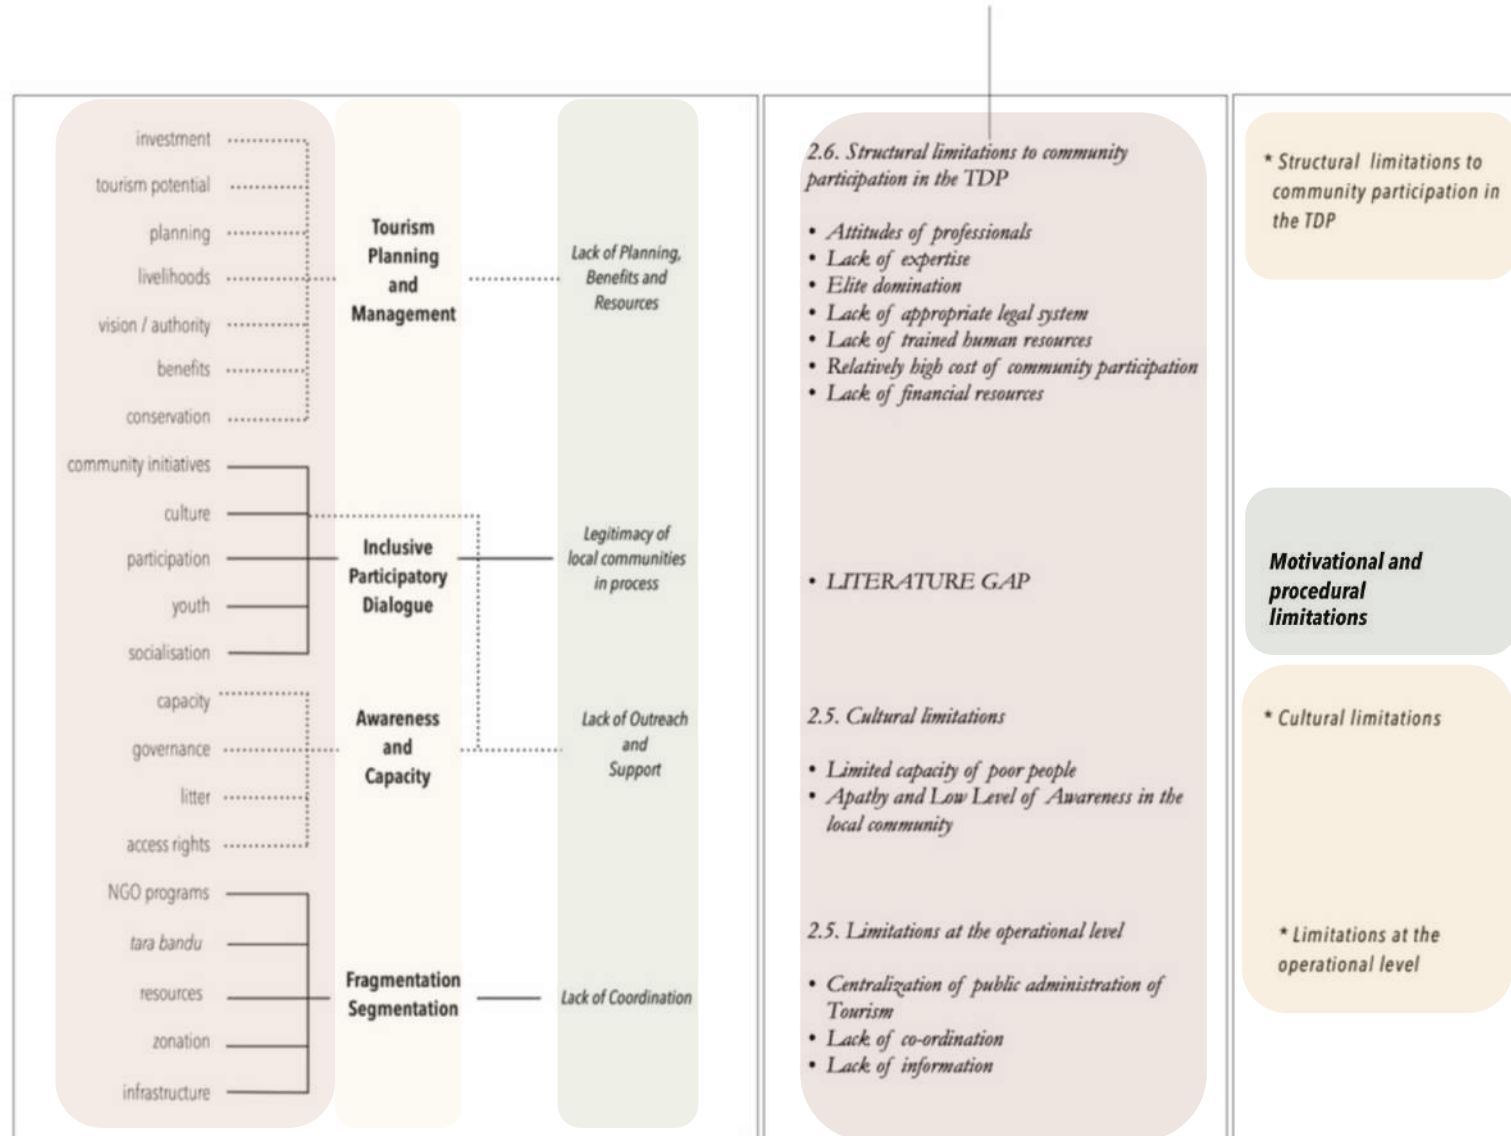 investment
tourism potential
planning
livelihoods
vision / authority
benefits
conservation
community initiatives
culture
participation
youth
socialisation
capacity
governance
litter
access rights
NGO programs
tara bandu
resources
zonation
infrastructure
Tourism
Planning
and
Management
Inclusive
Participatory
Dialogue
Awareness
and
Capacity
Fragmentation
Segmentation
Lack of Planning,
Benefits and
Resources
Legitimacy of
local communities
in process
Lack of Outreach
and
Support
Lack of Coordination
2.6. Structural limitations to community
participation in the TDP
• Attitudes of professionals
• Lack of expertise
• Elite domination
• Lack of appropriate legal system
• Lack of trained human resources
• Relatively high cost of community participation
• Lack of financial resources
• LITERATURE GAP
2.5. Cultural limitations
• Limited capacity of poor people
• Apathy and Low Level of Awareness in the
local community
2.5. Limitations at the operational level
• Centralization of public administration of
Tourism
• Lack of co-ordination
• Lack of information
* Structural limitations to
community participation in
the TDP
Motivational and
procedural
limitations
* Cultural limitations
* Limitations at the
operational level